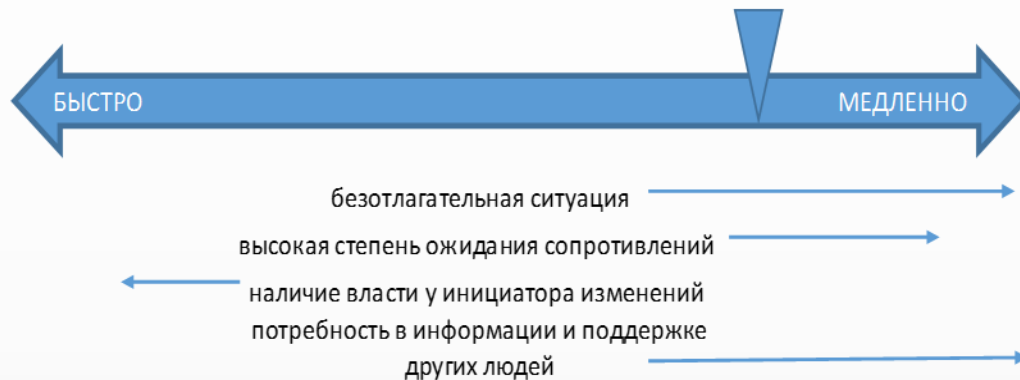 БЫСТРО
МЕДЛЕННО
безотлагательная ситуация
высокая степень ожидания сопротивлений
наличие власти у инициатора изменений
потребность в информации и поддержке
других людей